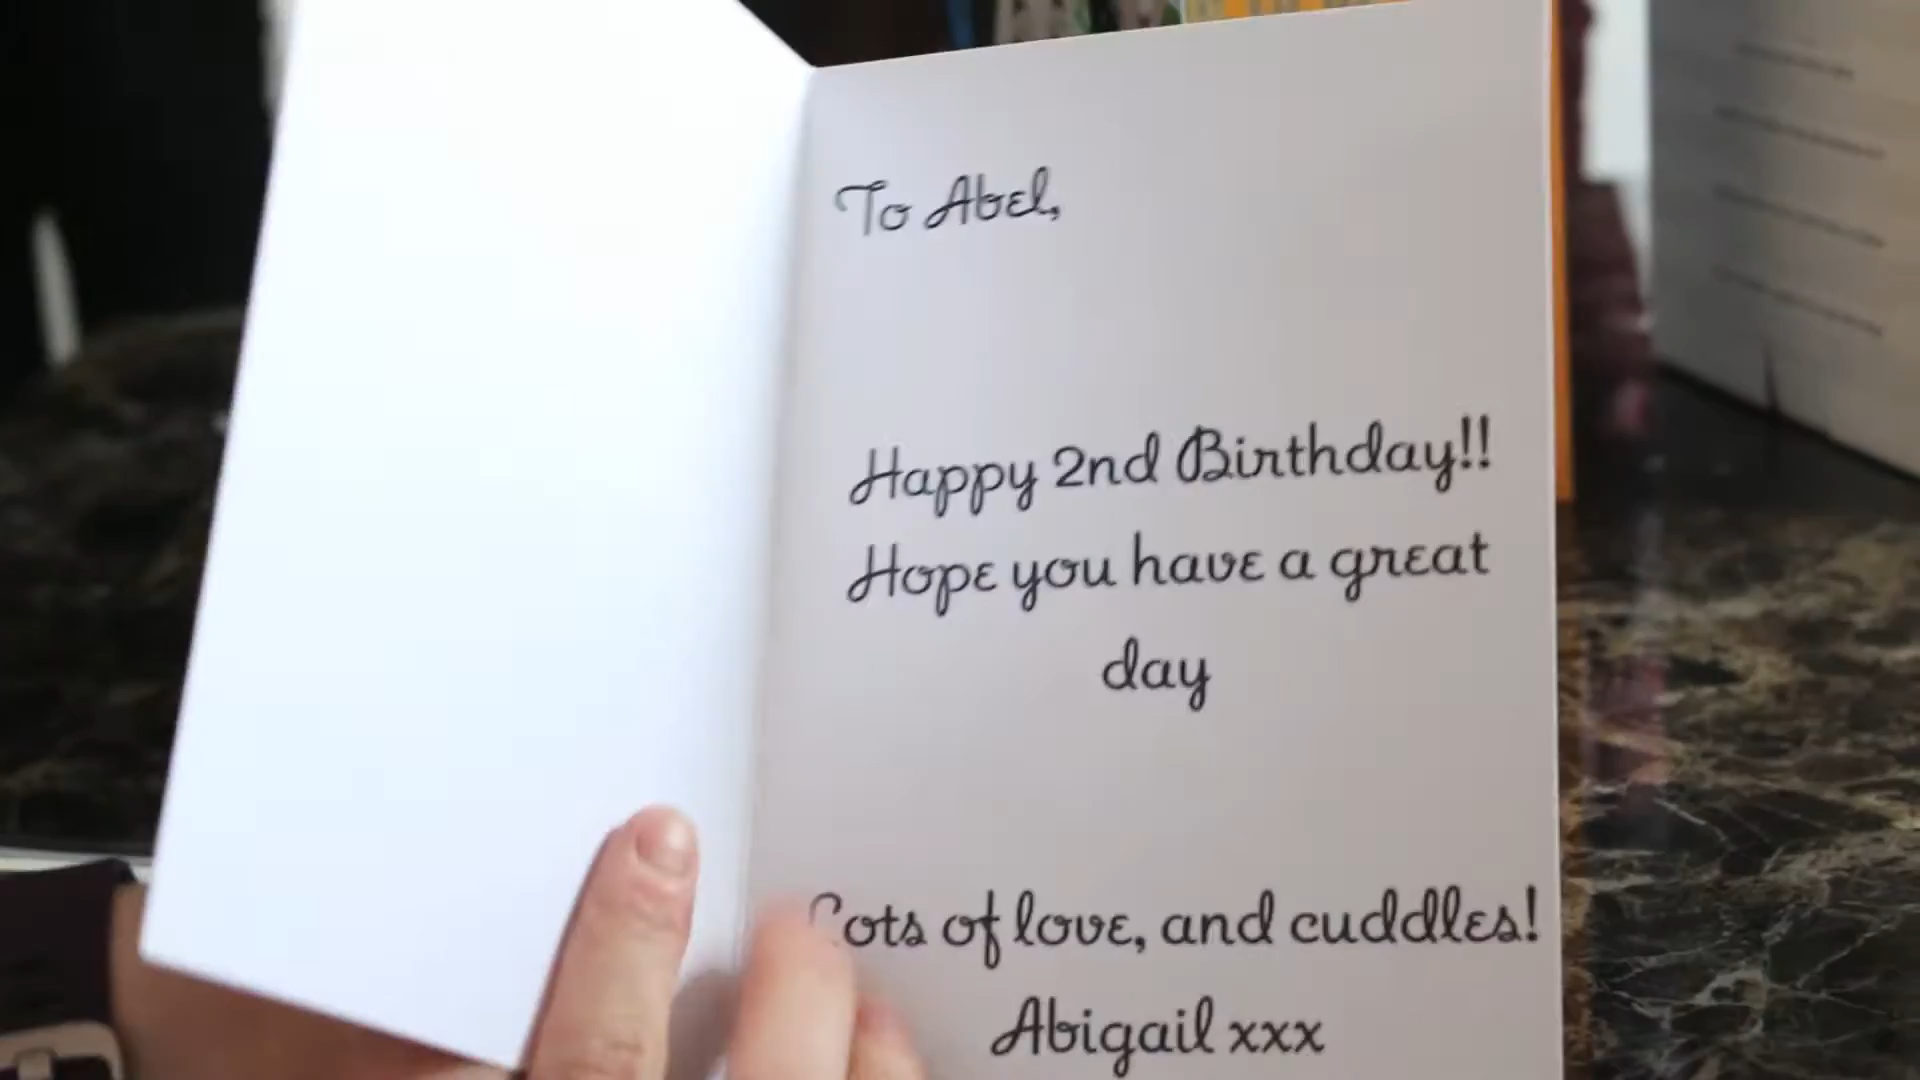 To Abel,
Happy 2nd Birthday!!
Hope you have a great
day
Lots of love, and cuddles!
Abigail xxx